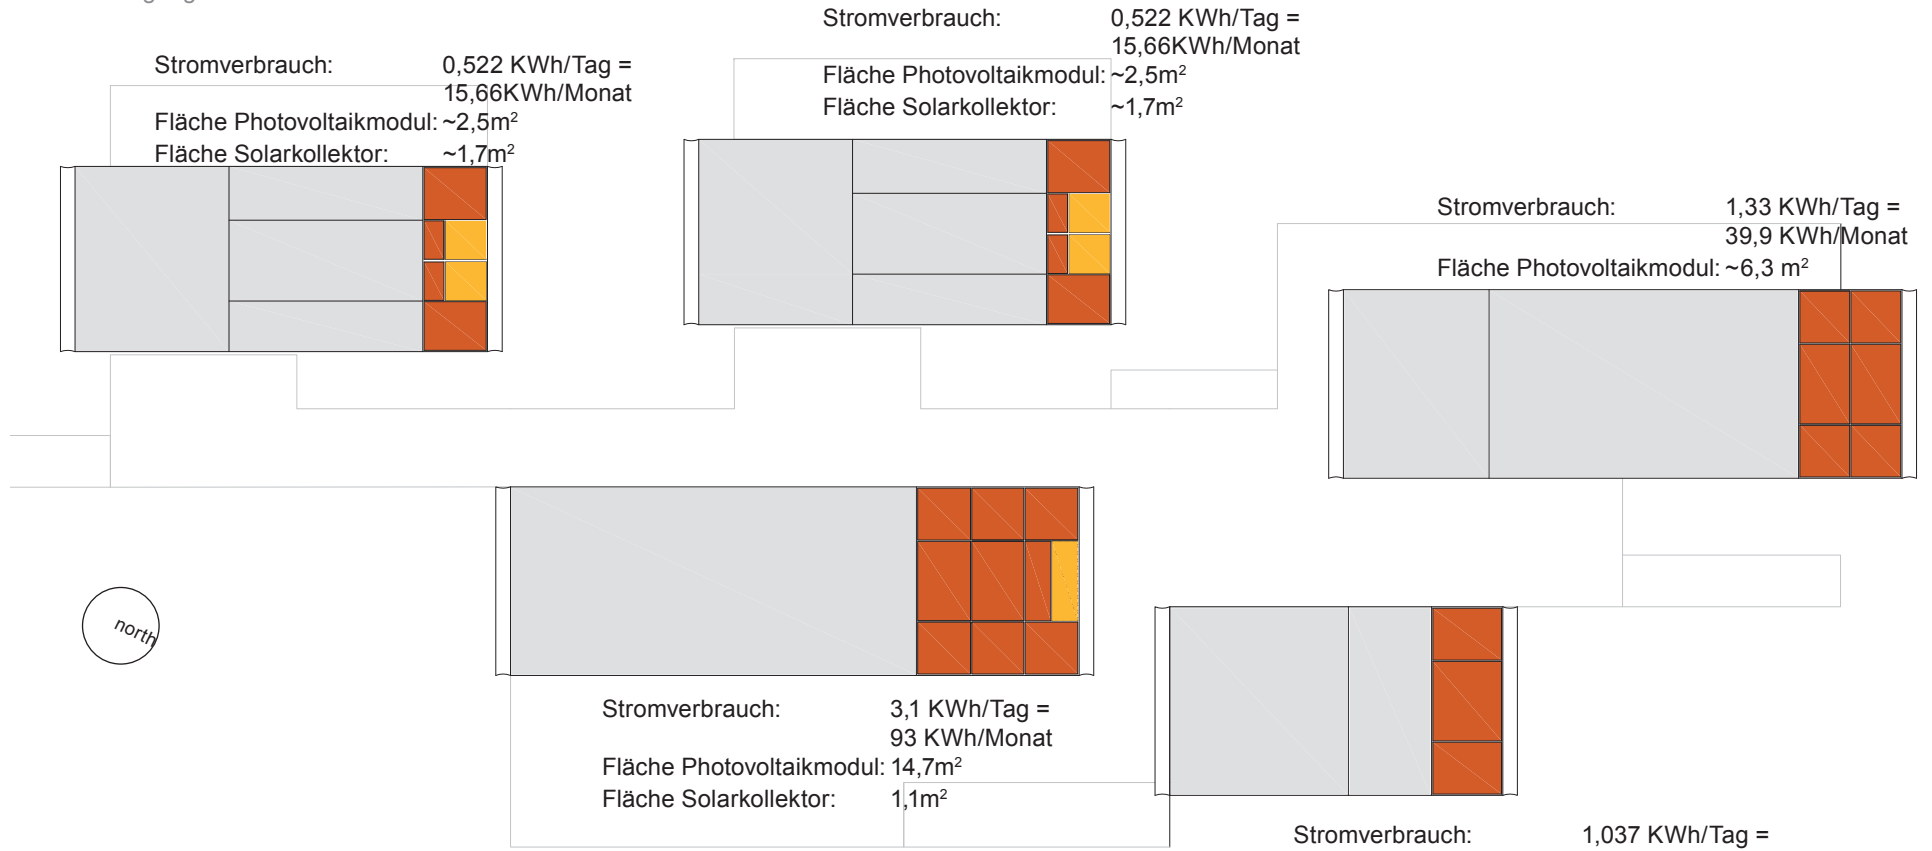 Stromverbrauch: 0,522 KWh/Tag =
15,66KWh/Monat
Fläche Photovoltaikmodul: ~2,5m²
Fläche Solarkollektor: ~1,7m²
Stromverbrauch: 0,522 KWh/Tag =
15,66KWh/Monat
Fläche Photovoltaikmodul: ~2,5m²
Fläche Solarkollektor: ~1,7m²
Stromverbrauch: 1,33 KWh/Tag =
39,9 KWh/Monat
Fläche Photovoltaikmodul: ~6,3 m²
north
Stromverbrauch: 3,1 KWh/Tag =
93 KWh/Monat
Fläche Photovoltaikmodul: 14,7m²
Fläche Solarkollektor: 1,1m²
Stromverbrauch: 1,037 KWh/Tag =